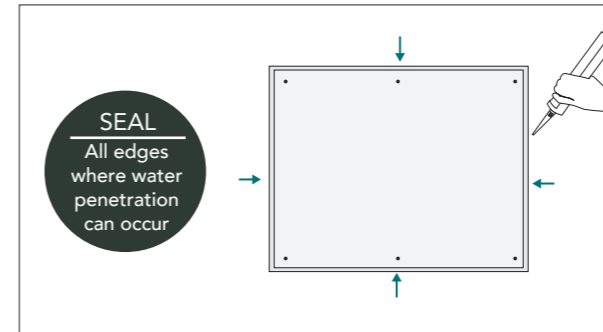 SEAL
All edges
where water
penetration
can occur